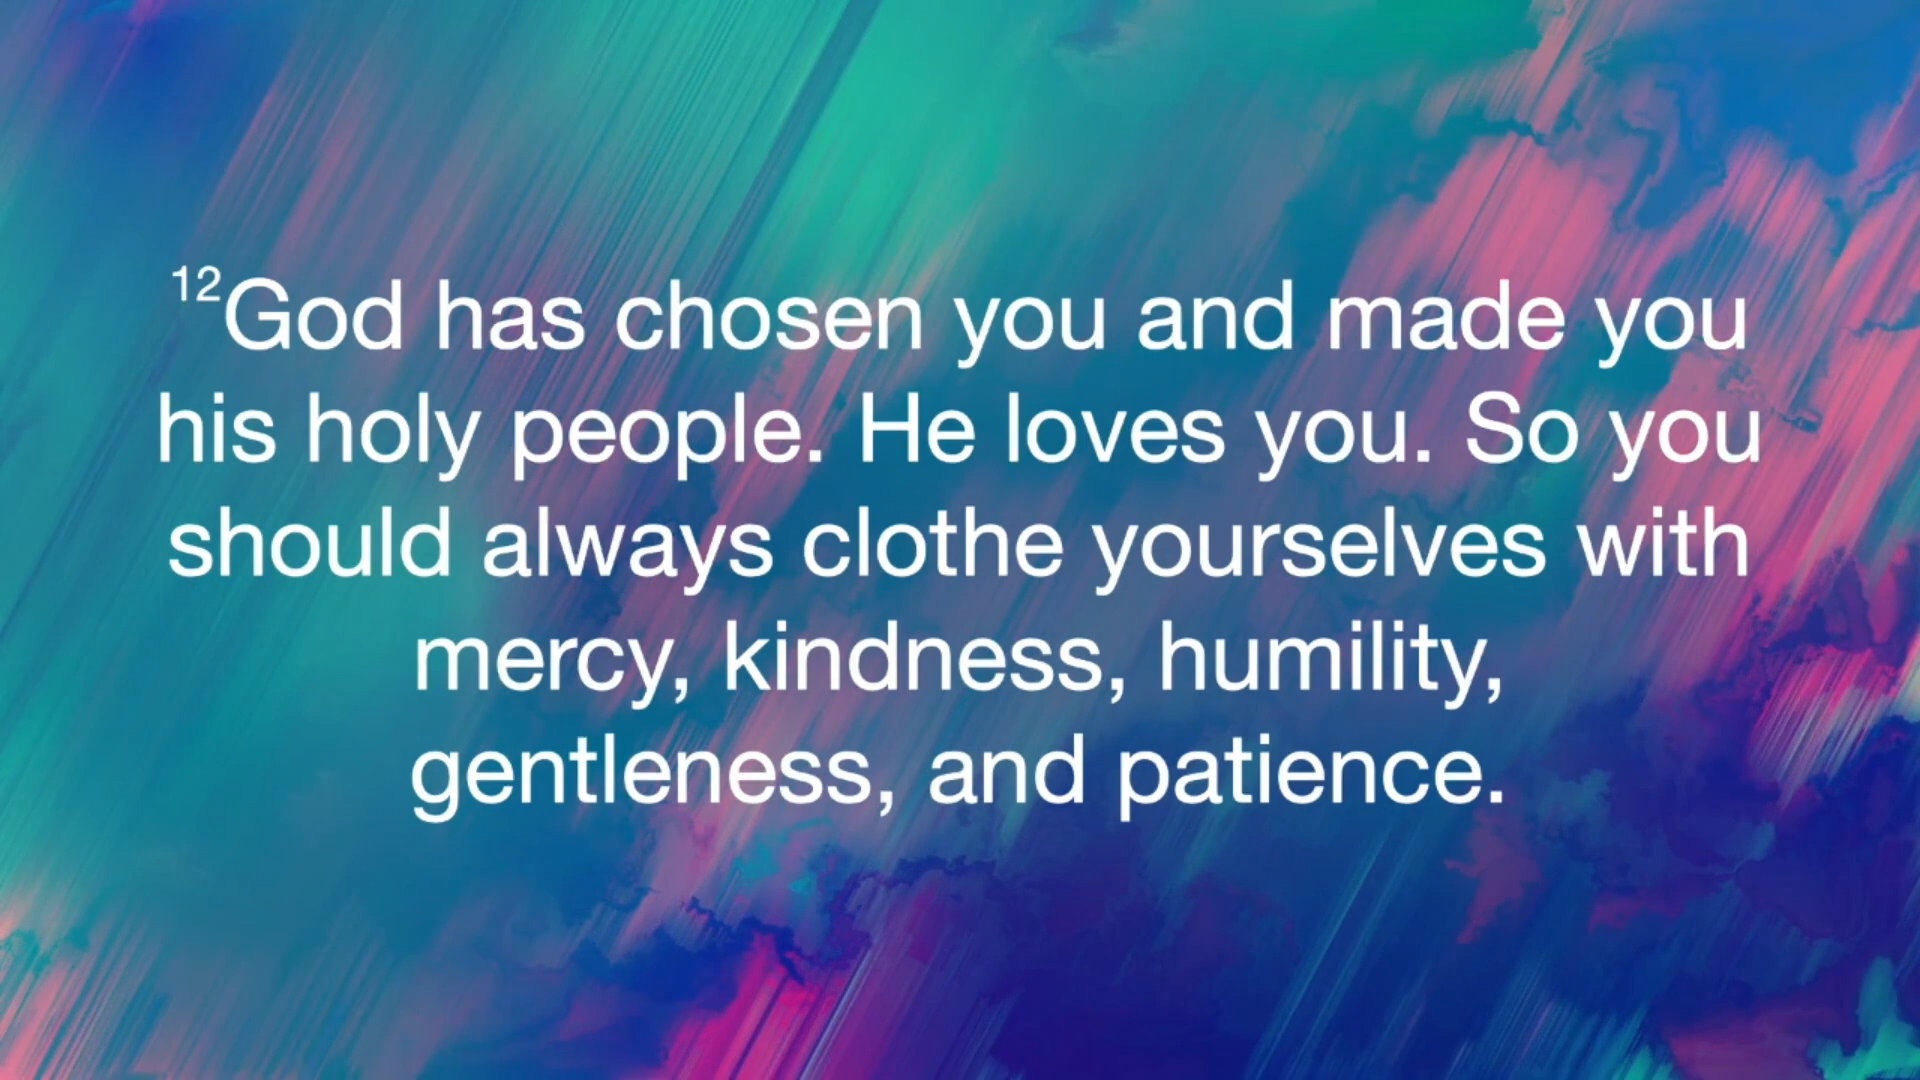 12God has chosen you and made you
his holy people. He loves you. So you
should always clothe yourselves with
mercy, kindness, humility,
gentleness, and patience.